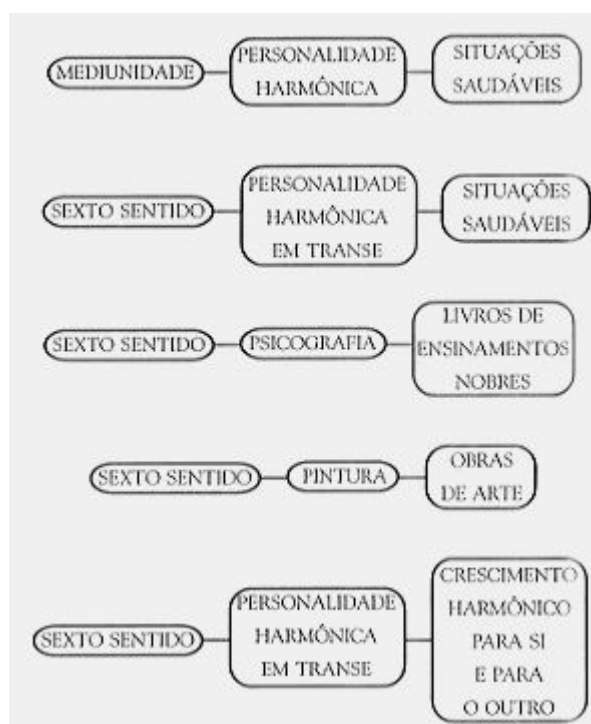 MEDIUNIDADE
PERSONALIDADE
HARMÔNICA
SITUAÇÕES
SAUDÁVEIS
SEXTO SENTIDO
PERSONALIDADE
HARMÔNICA
EM TRANSE
SITUAÇÕES
SAUDÁVEIS
SEXTO SENTIDO
PSICOGRAFIA
LIVROS DE
ENSINAMENTOS
NOBRES
SEXTO SENTIDO
PINTURA
OBRAS
DE ARTE
SEXTO SENTIDO
PERSONALIDADE
HARMÔNICA
EM TRANSE
CRESCIMENTO
HARMÔNICO
PARA SI
E PARA
O OUTRO